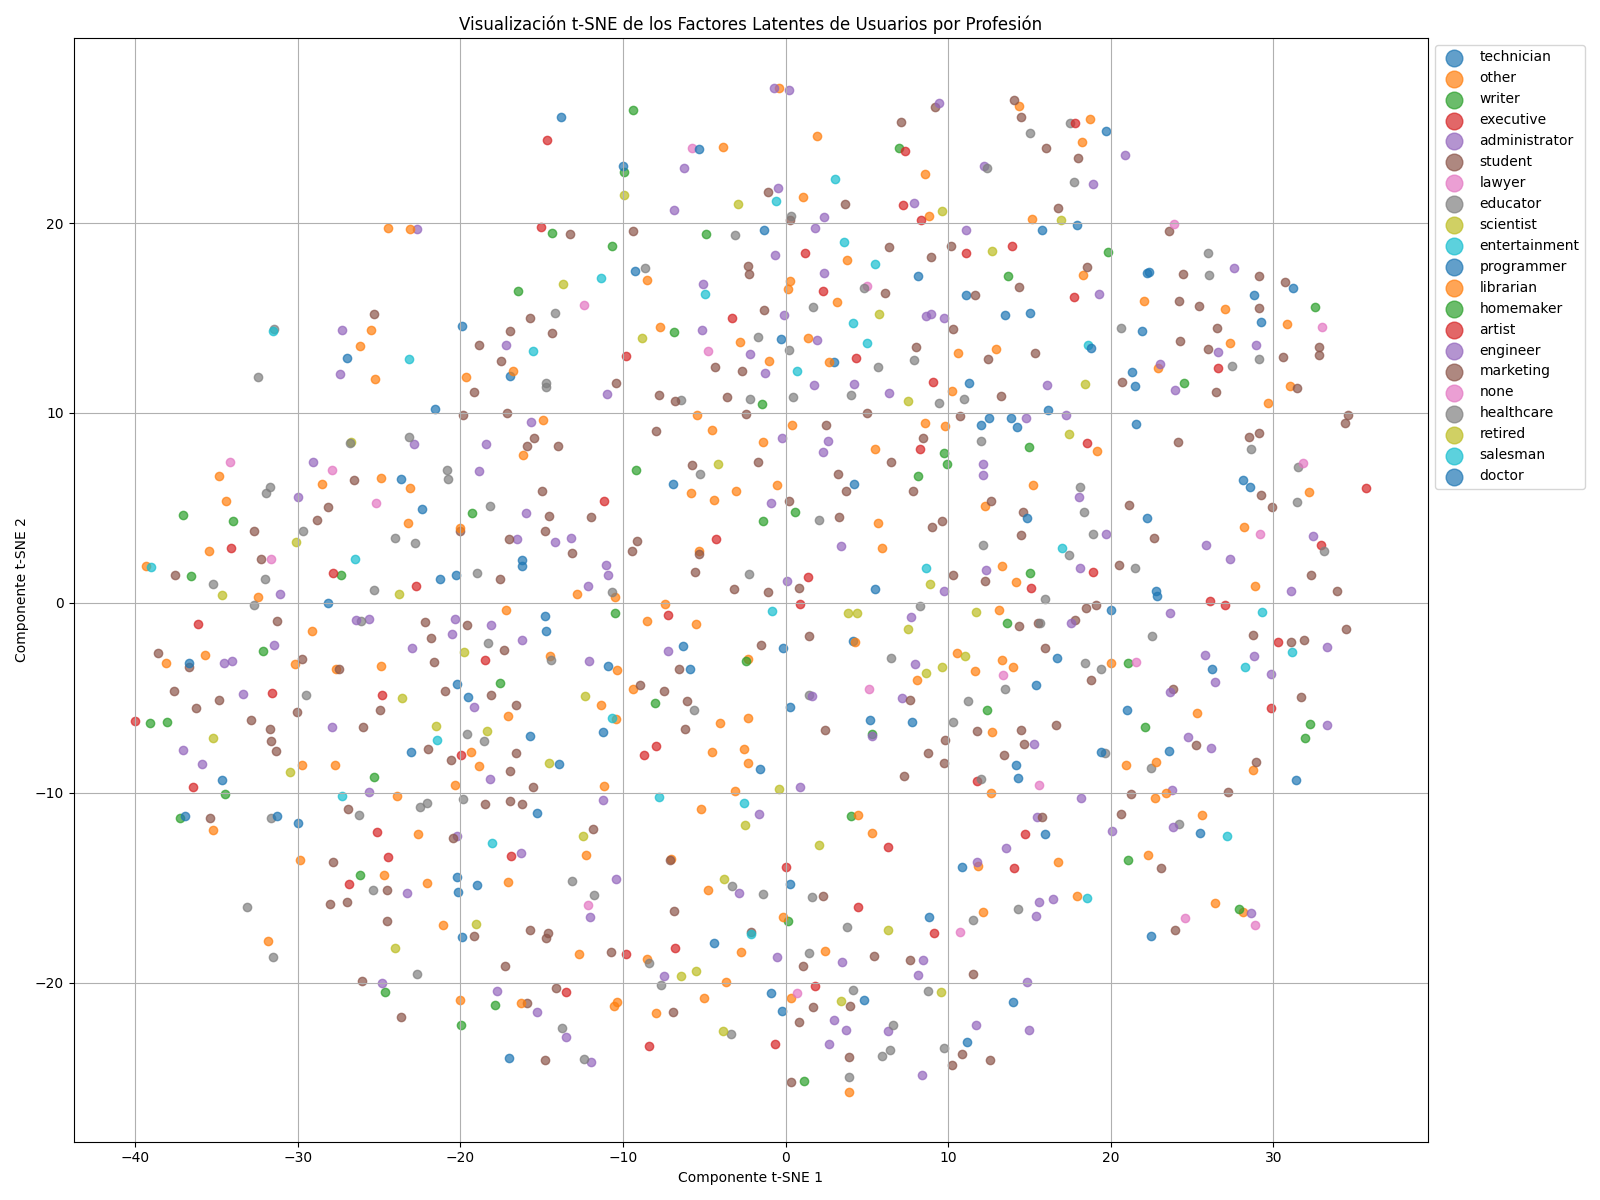 Visualización t-SNE de los Factores Latentes de Usuarios por Profesión
technician
other
writer
executive
administrator
student
lawyer
educator
scientist
entertainment
programmer
librarian
homemaker
artist
engineer
marketing
none
healthcare
retired
salesman
doctor
Componente t-SNE 2
20
10
0
−10
−20
−40
−30
−20
−10
0
10
20
30
Componente t-SNE 1